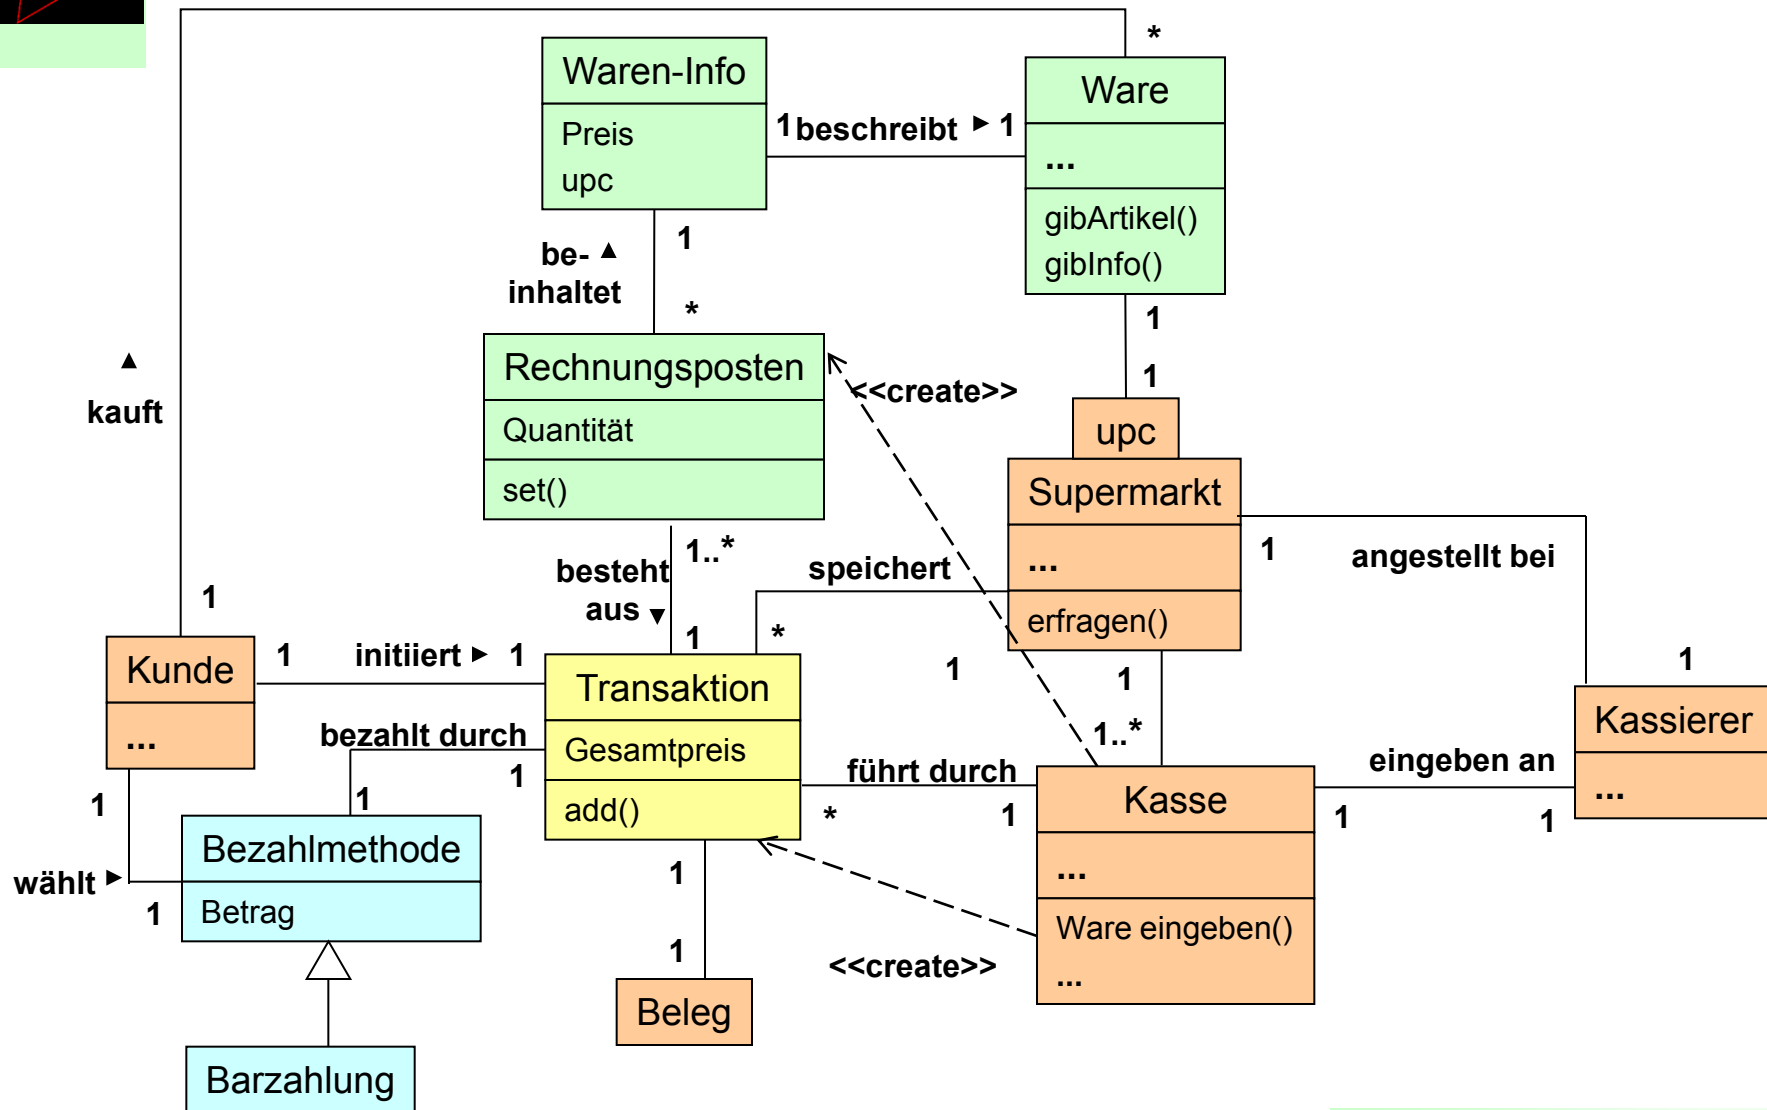 *
Waren-Info
Preis
upc
1 beschreibt ► 1
Ware
...
gibArtikel()
gibInfo()
1
be- ▲
inhaltet
*
1
1
▲
kauft
Rechnungsposten
Quantität
set()
<<create>>
upc
Supermarkt
...
erfragen()
1..*
besteht
aus ▼
1
speichert
*
1
1
angestellt bei
1
1
Kunde
...
1 initiiert ► 1
Transaktion
Gesamtpreis
add()
bezahlt durch
1
1
1
1..*
führt durch
*
1
Kasse
...
Ware eingeben()
...
eingeben an
1
1
Kassierer
...
1
wählt ►
1
Bezahlmethode
Betrag
1
1
Beleg
<<create>>
Barzahlung